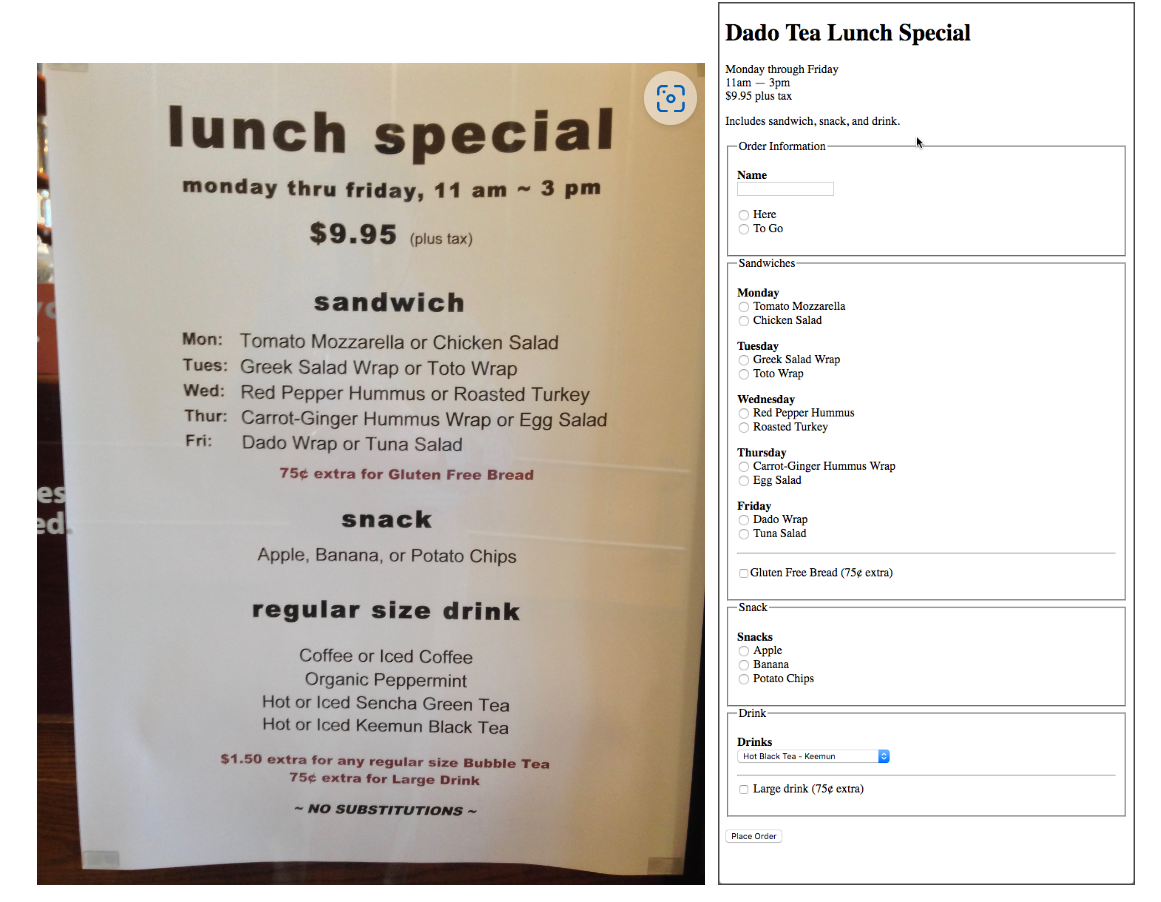 lunch special
monday thru friday, 11 am ~ 3 pm
$9.95 (plus tax)
sandwich
Mon: Tomato Mozzarella or Chicken Salad
Tues: Greek Salad Wrap or Toto Wrap
Wed: Red Pepper Hummus or Roasted Turkey
Thur: Carrot-Ginger Hummus Wrap or Egg Salad
Fri: Dado Wrap or Tuna Salad
75¢ extra for Gluten Free Bread
snack
Apple, Banana, or Potato Chips
regular size drink
Coffee or Iced Coffee
Organic Peppermint
Hot or Iced Sencha Green Tea
Hot or Iced Keemun Black Tea
$1.50 extra for any regular size Bubble Tea
75¢ extra for Large Drink
~ NO SUBSTITUTIONS ~
Dado Tea Lunch Special
Monday through Friday
11am — 3pm
$9.95 plus tax
Includes sandwich, snack, and drink.
Order Information
Name
Here
To Go
Sandwiches
Monday
Tomato Mozzarella
Chicken Salad
Tuesday
Greek Salad Wrap
Toto Wrap
Wednesday
Red Pepper Hummus
Roasted Turkey
Thursday
Carrot-Ginger Hummus Wrap
Egg Salad
Friday
Dado Wrap
Tuna Salad
Gluten Free Bread (75¢ extra)
Snack
Snacks
Apple
Banana
Potato Chips
Drink
Drinks
Hot Black Tea - Keemun
Large drink (75¢ extra)
Place Order